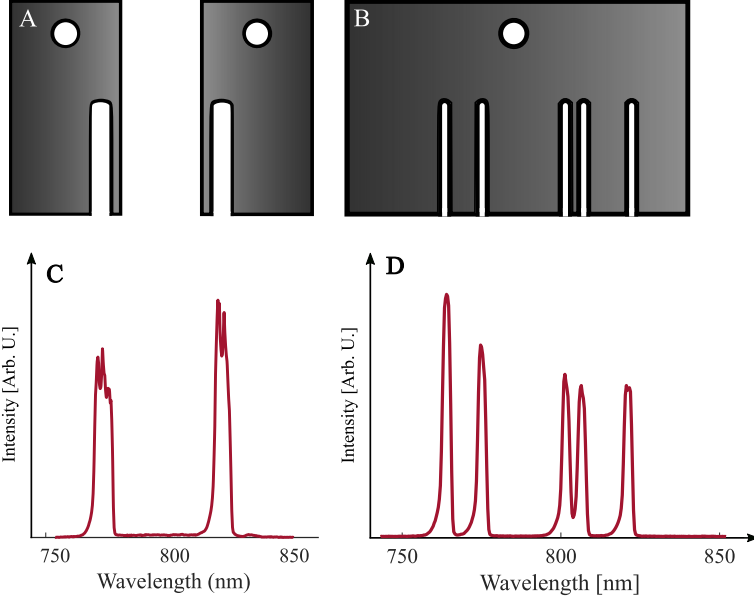 A
B
C
D
Intensity [Arb. U.]
Intensity [Arb. U.]
750
800
850
750
800
850
Wavelength (nm)
Wavelength [nm]